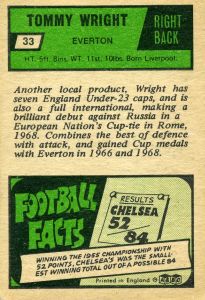 TOMMY WRIGHT
33
EVERTON
RIGHT
BACK
HT. 5ft. 8ins. WT. 11st. 10lbs. Born Liverpool.
Another local product, Wright has
seven England Under-23 caps, and is
also a full international, making a
brilliant debut against Russia in a
European Nation's Cup-tie in Rome,
1968. Combines the best of defence
with attack, and gained Cup medals
with Everton in 1966 and 1968.
FOOTBALL
FACTS
RESULTS
CHELSEA
52
84
WINNING THE 1955 CHAMPIONSHIP WITH
52 POINTS, CHELSEA'S WAS THE SMALL-
EST WINNING TOTAL OUT OF A POSSIBLE 84
Printed in England